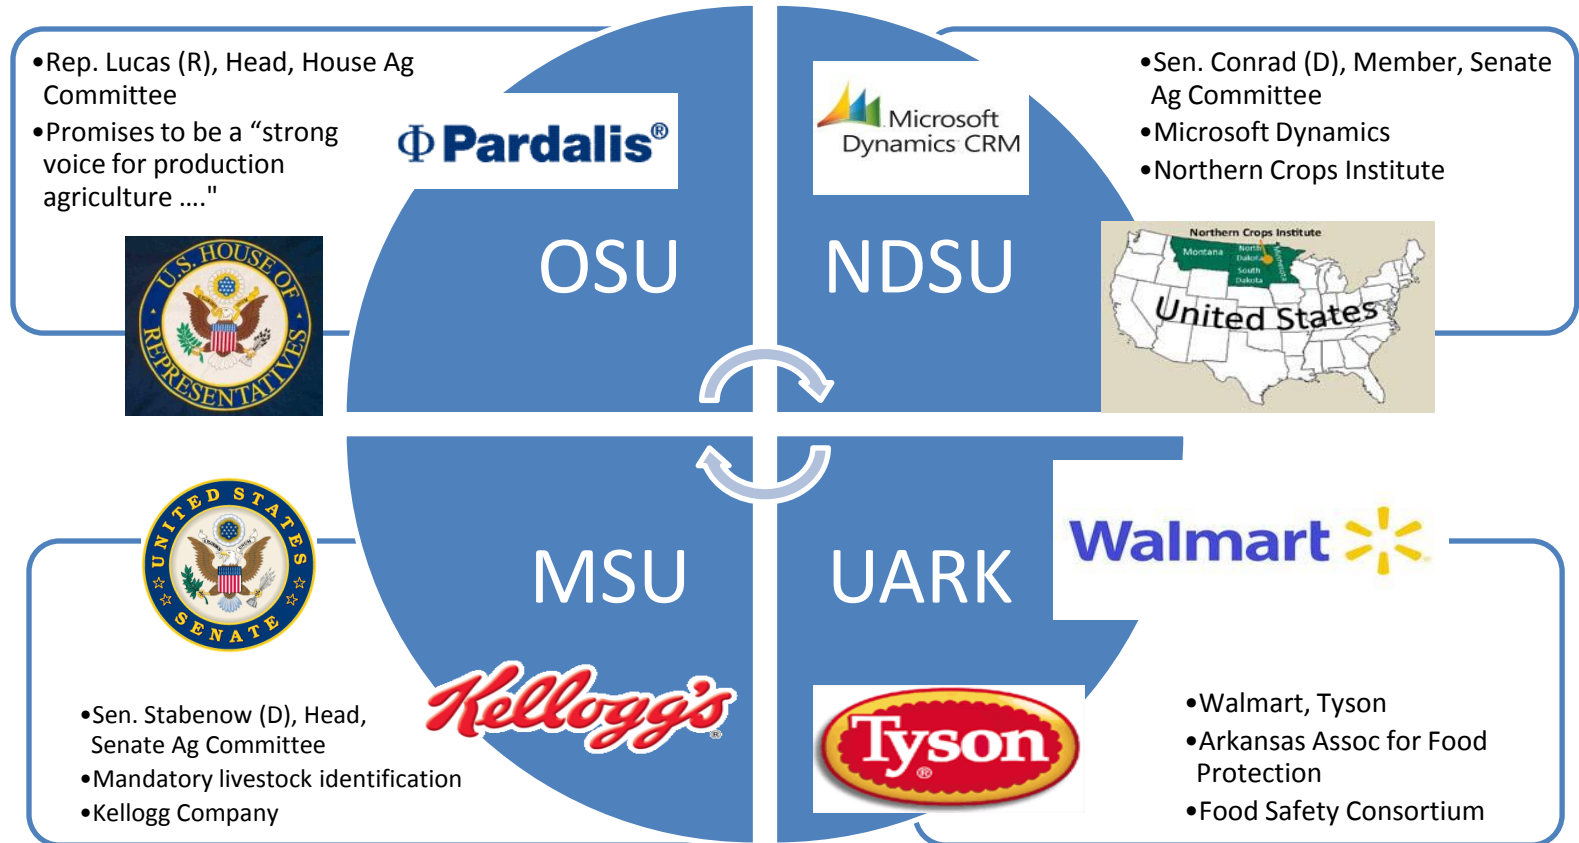 •Rep. Lucas (R), Head, House Ag
Committee
•Promises to be a “strong
voice for production
agriculture ...."
ΦPardalis®
OSU
U.S. HOUSE OF
REPRESENTATIVES
Microsoft
Dynamics CRM
NDSU
•Sen. Conrad (D), Member, Senate
Ag Committee
•Microsoft Dynamics
•Northern Crops Institute
Northern Crops Institute
Montana
North
Dakota
Minnesota
South
Dakota
United States
UNITED STATES
SENATE
MSU
Kellogg's®
•Sen. Stabenow (D), Head,
Senate Ag Committee
•Mandatory livestock identification
•Kellogg Company
UARK
Walmart
Tyson
®
•Walmart, Tyson
•Arkansas Assoc for Food
Protection
•Food Safety Consortium